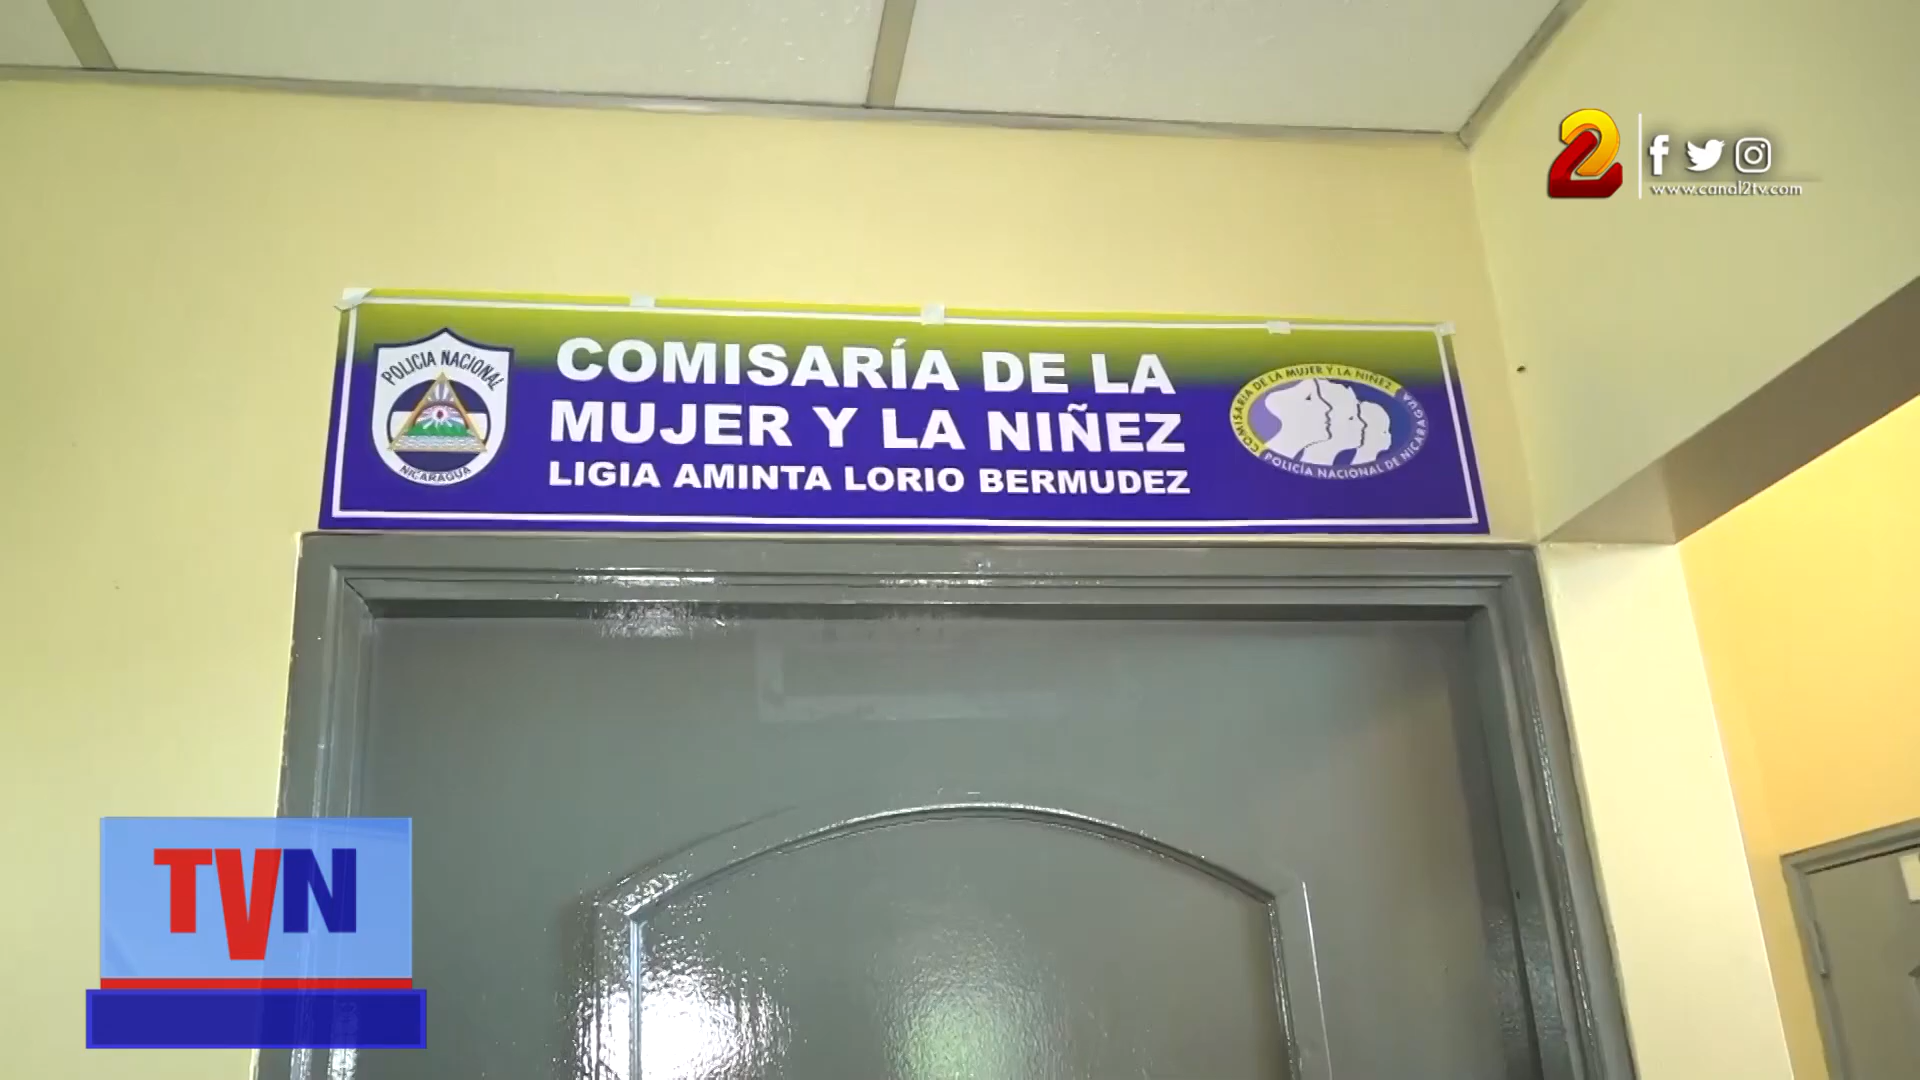 2
www.canal2tv.com
POLICIA NACIONAL
NICARAGUA
COMISARÍA DE LA
MUJER Y LA NIÑEZ
LIGIA AMINTA LORIO BERMUDEZ
COMISARÍA DE LA MUJER Y LA NIÑEZ
POLICÍA NACIONAL DE NICARAGUA
TVN